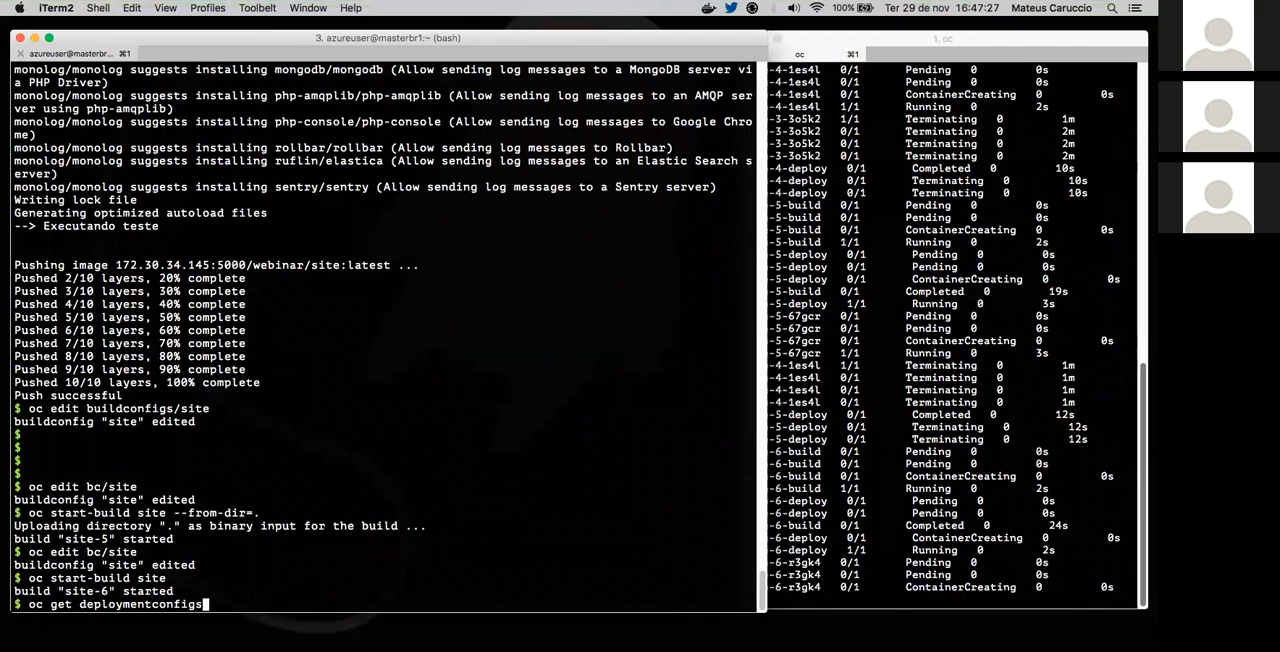 iTerm2 Shell Edit View Profiles Toolbelt Window Help 100% Ter 29 de nov 16:47:27 Mateus Caruccio
3. azureuser@masterbr1:~ (bash)
azureuser@masterbr... ⌘1
monolog/monolog suggests installing mongodb/mongodb (Allow sending log messages to a MongoDB server vi
a PHP Driver)
monolog/monolog suggests installing php-amqplib/php-amqplib (Allow sending log messages to an AMQP ser
ver using php-amqplib)
monolog/monolog suggests installing php-console/php-console (Allow sending log messages to Google Chro
me)
monolog/monolog suggests installing rollbar/rollbar (Allow sending log messages to Rollbar)
monolog/monolog suggests installing ruflin/elastica (Allow sending log messages to an Elastic Search s
erver)
monolog/monolog suggests installing sentry/sentry (Allow sending log messages to a Sentry server)
Writing lock file
Generating optimized autoload files
--> Executando teste
Pushing image 172.30.34.145:5000/webinar/site:latest ...
Pushed 2/10 layers, 20% complete
Pushed 3/10 layers, 30% complete
Pushed 4/10 layers, 40% complete
Pushed 5/10 layers, 50% complete
Pushed 6/10 layers, 60% complete
Pushed 7/10 layers, 70% complete
Pushed 8/10 layers, 80% complete
Pushed 9/10 layers, 90% complete
Pushed 10/10 layers, 100% complete
Push successful
$ oc edit buildconfigs/site
buildconfig "site" edited
$
$
$
$
$ oc edit bc/site
buildconfig "site" edited
$ oc start-build site --from-dir=.
Uploading directory "." as binary input for the build ...
build "site-5" started
$ oc edit bc/site
buildconfig "site" edited
$ oc start-build site
build "site-6" started
$ oc get deploymentconfigs
1. oc
oc ⌘1
-4-1es4l 0/1 Pending 0 0s
-4-1es4l 0/1 ContainerCreating 0 0s
-4-1es4l 1/1 Running 0 2s
-3-3o5k2 1/1 Terminating 0 1m
-3-3o5k2 0/1 Terminating 0 2m
-3-3o5k2 0/1 Terminating 0 2m
-3-3o5k2 0/1 Terminating 0 2m
-4-deploy 0/1 Completed 0 10s
-4-deploy 0/1 Terminating 0 10s
-4-deploy 0/1 Terminating 0 10s
-5-build 0/1 Pending 0 0s
-5-build 0/1 Pending 0 0s
-5-build 0/1 ContainerCreating 0 0s
-5-build 1/1 Running 0 2s
-5-deploy 0/1 Pending 0 0s
-5-deploy 0/1 Pending 0 0s
-5-deploy 0/1 ContainerCreating 0 0s
-5-build 0/1 Completed 0 19s
-5-deploy 1/1 Running 0 3s
-5-67gcr 0/1 Pending 0 0s
-5-67gcr 0/1 Pending 0 0s
-5-67gcr 0/1 ContainerCreating 0 0s
-5-67gcr 1/1 Running 0 3s
-4-1es4l 1/1 Terminating 0 1m
-4-1es4l 0/1 Terminating 0 1m
-4-1es4l 0/1 Terminating 0 1m
-4-1es4l 0/1 Terminating 0 1m
-5-deploy 0/1 Completed 0 12s
-5-deploy 0/1 Terminating 0 12s
-5-deploy 0/1 Terminating 0 12s
-6-build 0/1 Pending 0 0s
-6-build 0/1 Pending 0 0s
-6-build 0/1 ContainerCreating 0 0s
-6-build 1/1 Running 0 2s
-6-deploy 0/1 Pending 0 0s
-6-deploy 0/1 Pending 0 0s
-6-build 0/1 Completed 0 24s
-6-deploy 0/1 ContainerCreating 0 0s
-6-deploy 1/1 Running 0 2s
-6-r3gk4 0/1 Pending 0 0s
-6-r3gk4 0/1 Pending 0 0s
-6-r3gk4 0/1 ContainerCreating 0 0s